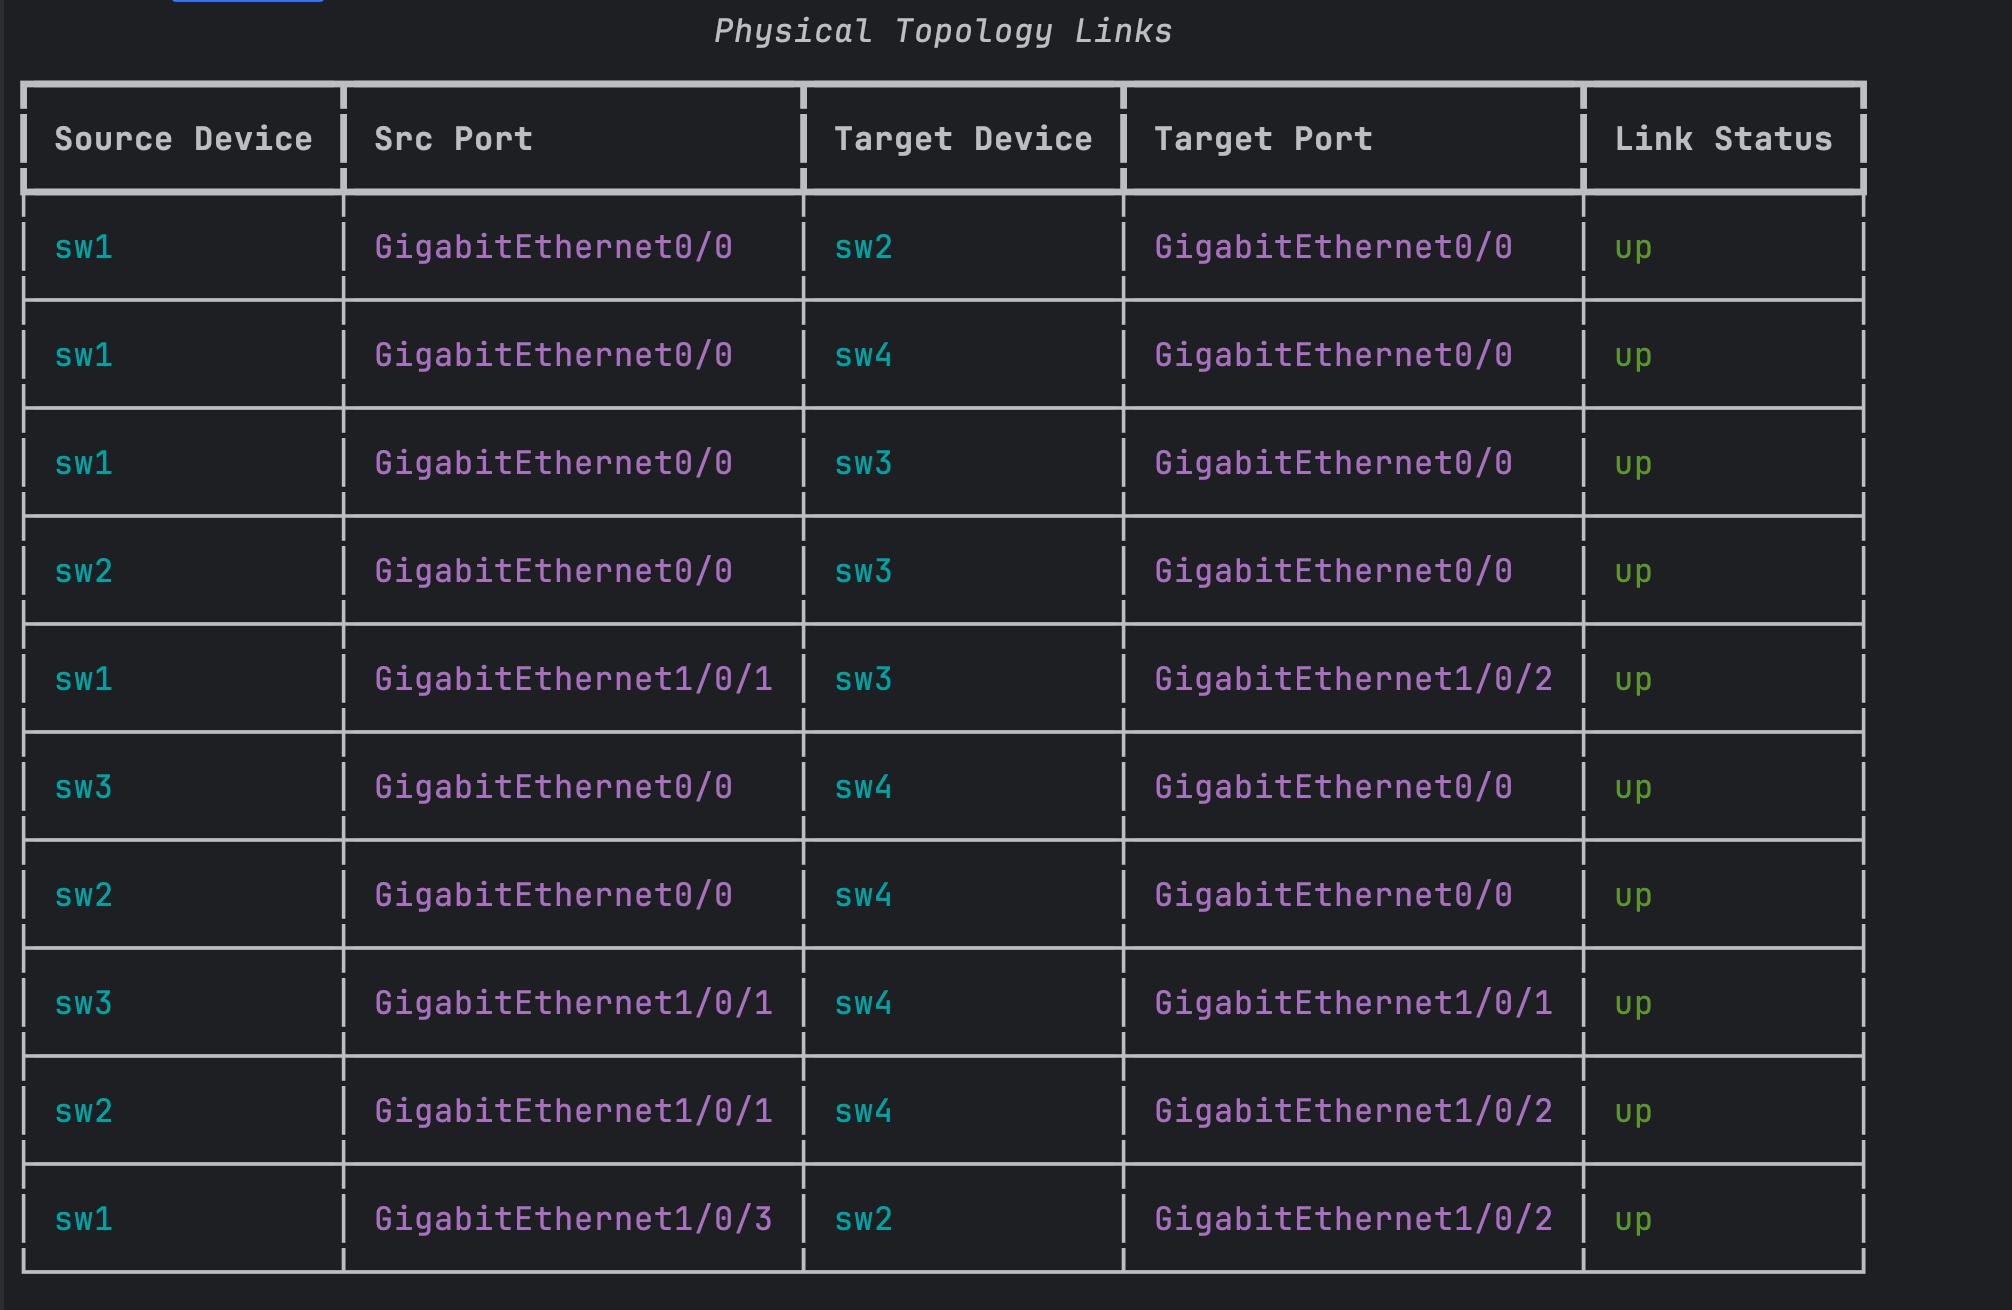 Physical Topology Links
Source Device Src Port Target Device Target Port Link Status
sw1 GigabitEthernet0/0 sw2 GigabitEthernet0/0 up
sw1 GigabitEthernet0/0 sw4 GigabitEthernet0/0 up
sw1 GigabitEthernet0/0 sw3 GigabitEthernet0/0 up
sw2 GigabitEthernet0/0 sw3 GigabitEthernet0/0 up
sw1 GigabitEthernet1/0/1 sw3 GigabitEthernet1/0/2 up
sw3 GigabitEthernet0/0 sw4 GigabitEthernet0/0 up
sw2 GigabitEthernet0/0 sw4 GigabitEthernet0/0 up
sw3 GigabitEthernet1/0/1 sw4 GigabitEthernet1/0/1 up
sw2 GigabitEthernet1/0/1 sw4 GigabitEthernet1/0/2 up
sw1 GigabitEthernet1/0/3 sw2 GigabitEthernet1/0/2 up